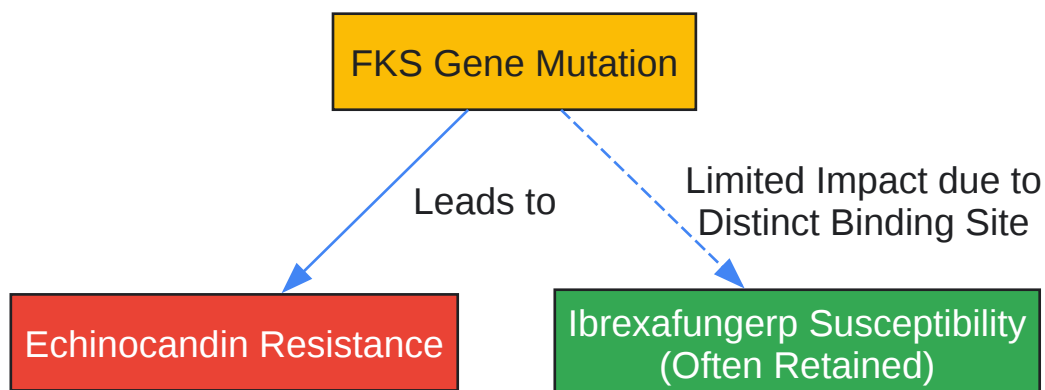 FKS Gene Mutation
Leads to
Limited Impact due to
Distinct Binding Site
Echinocandin Resistance
Ibrexafungerp Susceptibility
(Often Retained)